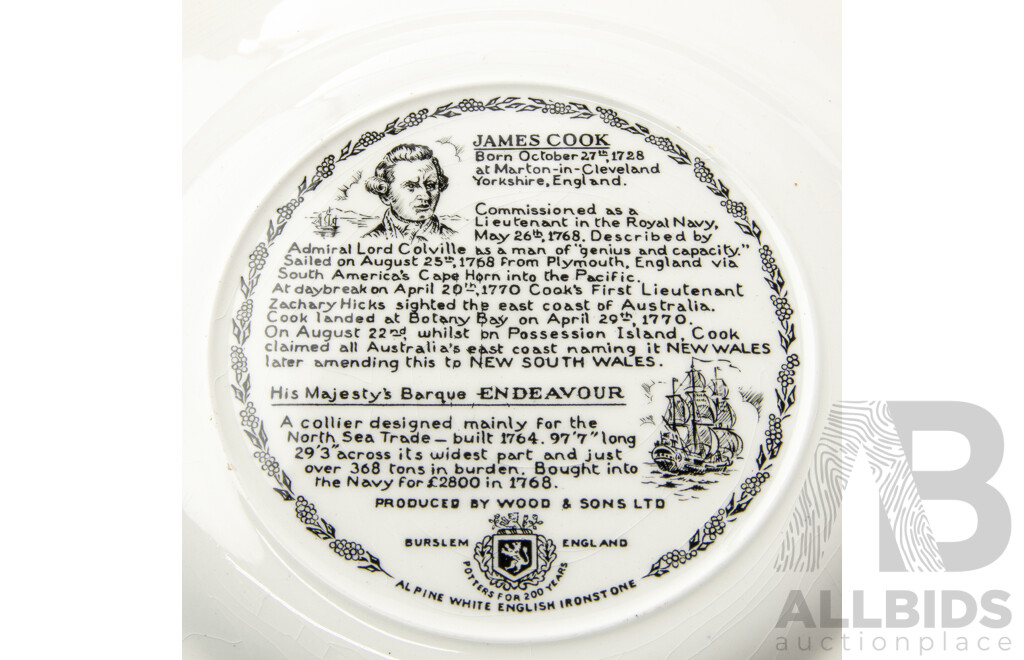 JAMES COOK
Born October 27th, 1728
at Marton-in-Cleveland
Yorkshire, England.
Commissioned as a
Lieutenant in the Royal Navy,
May 26th, 1768. Described by
Admiral Lord Colville as a man of "genius and capacity."
Sailed on August 25th, 1768 from Plymouth, England via
South America's Cape Horn into the Pacific.
At daybreak on April 20th, 1770 Cook's First Lieutenant
Zachary Hicks sighted the east coast of Australia.
Cook landed at Botany Bay on April 29th, 1770.
On August 22nd, whilst on Possession Island, Cook
claimed all Australia's east coast naming it NEW WALES
later amending this to NEW SOUTH WALES.
His Majesty's Barque ENDEAVOUR
A collier designed mainly for the
North Sea Trade — built 1764. 97'7" long
29'3" across its widest part and just
over 368 tons in burden. Bought into
the Navy for £2800 in 1768.
PRODUCED BY WOOD & SONS LTD
BURSLEM ENGLAND
POTTERS FOR 200 YEARS
ALPINE WHITE ENGLISH IRONSTONE
AB
ALLBIDS
auctionplace